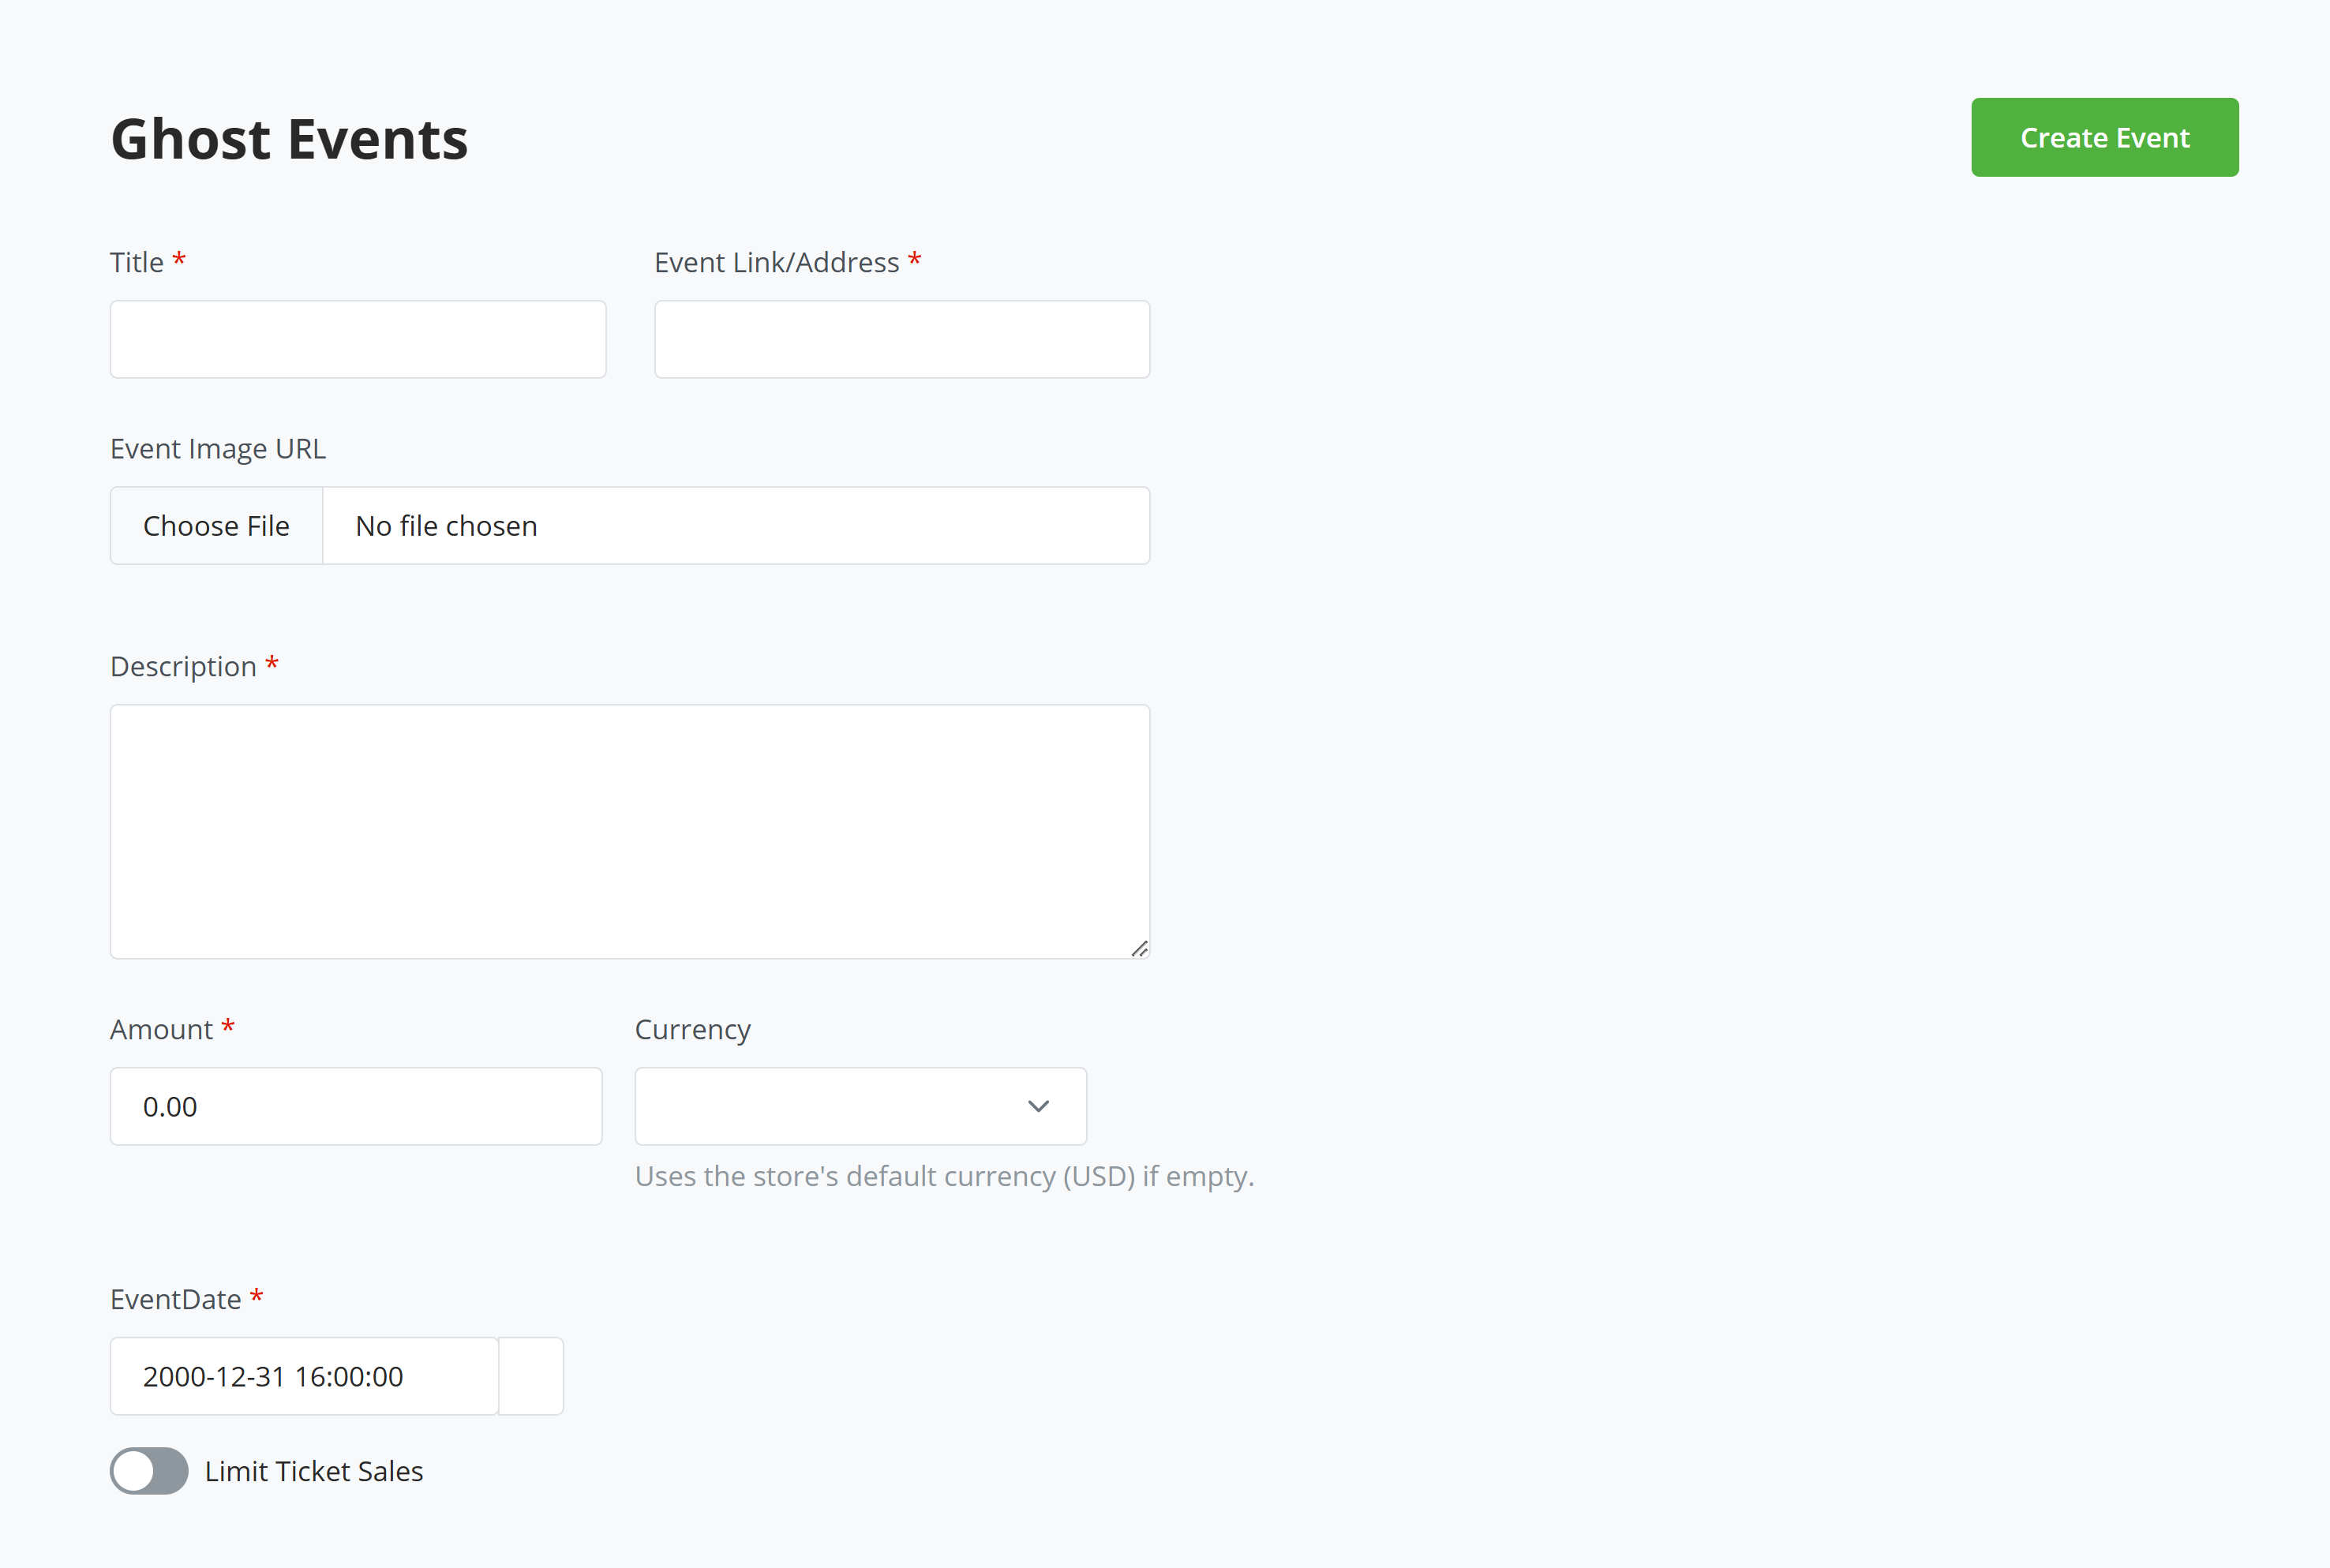 Ghost Events
Create Event
Title *
Event Link/Address *
Event Image URL
Choose File
No file chosen
Description *
Amount *
Currency
0.00
Uses the store's default currency (USD) if empty.
EventDate *
2000-12-31 16:00:00
Limit Ticket Sales